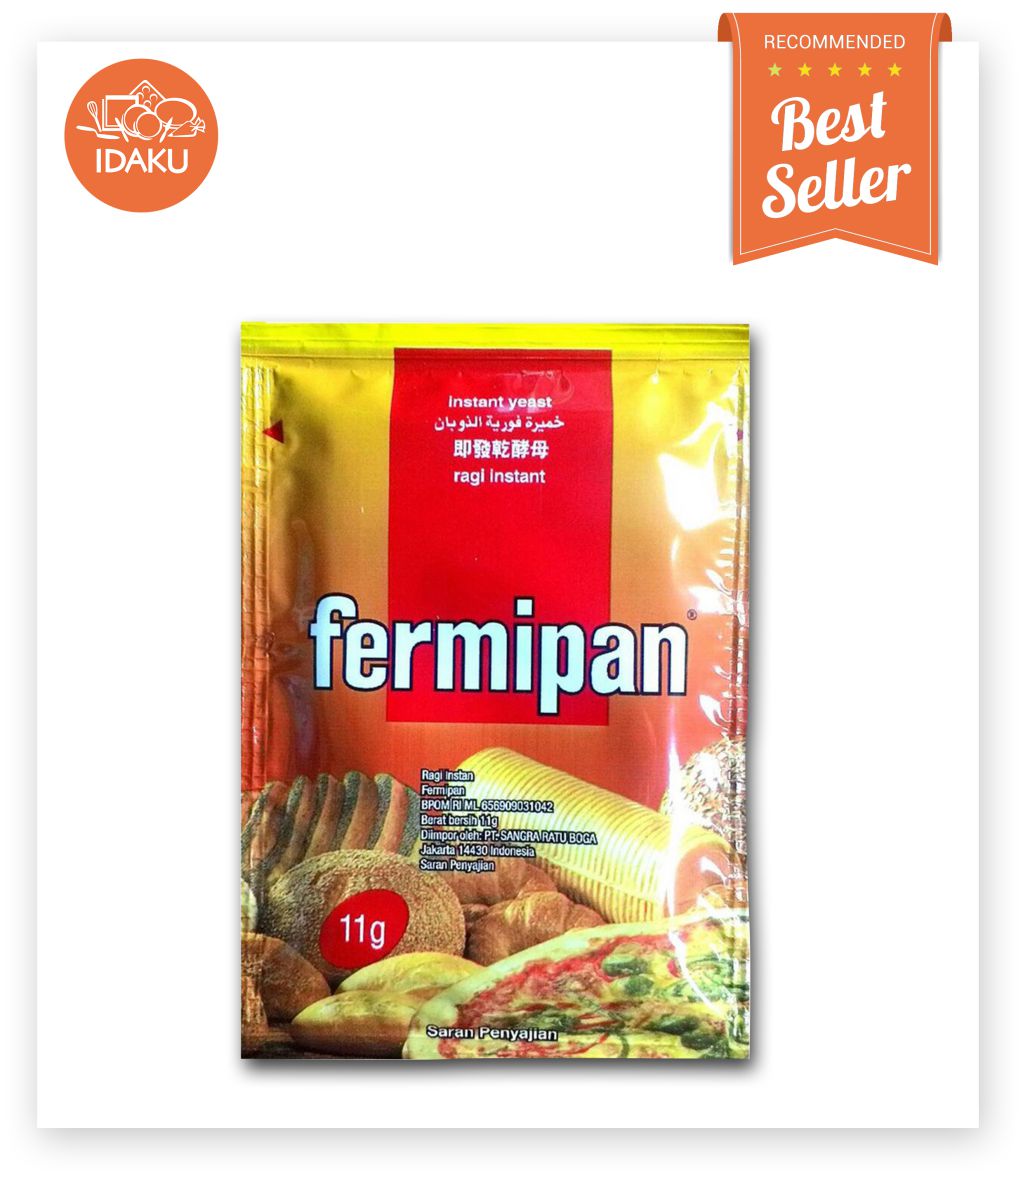 IDAKU
RECOMMENDED
Best
Seller
instant yeast
خميرة فورية الذوبان
即發乾酵母
ragi instant
fermipan®
Ragi Instan
Fermipan
BPOM RI ML 656909031042
Berat bersih 11g
Diimpor oleh: PT. SANGRA RATU BOGA
Jakarta 14430 Indonesia
Saran Penyajian
11g
Saran Penyajian